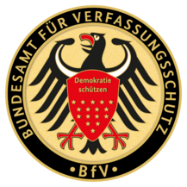 BUNDESAMT FÜR VERFASSUNGSSCHUTZ
Demokratie
schützen
· BfV ·